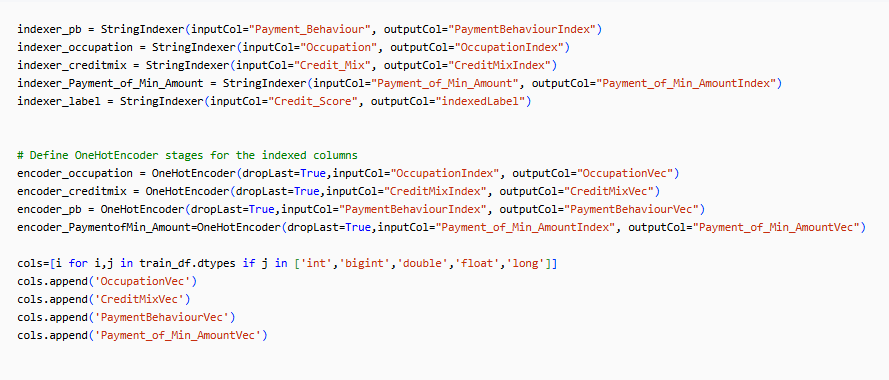 indexer_pb = StringIndexer(inputCol="Payment_Behaviour", outputCol="PaymentBehaviourIndex")
indexer_occupation = StringIndexer(inputCol="Occupation", outputCol="OccupationIndex")
indexer_creditmix = StringIndexer(inputCol="Credit_Mix", outputCol="CreditMixIndex")
indexer_Payment_of_Min_Amount = StringIndexer(inputCol="Payment_of_Min_Amount", outputCol="Payment_of_Min_AmountIndex")
indexer_label = StringIndexer(inputCol="Credit_Score", outputCol="indexedLabel")
# Define OneHotEncoder stages for the indexed columns
encoder_occupation = OneHotEncoder(dropLast=True,inputCol="OccupationIndex", outputCol="OccupationVec")
encoder_creditmix = OneHotEncoder(dropLast=True,inputCol="CreditMixIndex", outputCol="CreditMixVec")
encoder_pb = OneHotEncoder(dropLast=True,inputCol="PaymentBehaviourIndex", outputCol="PaymentBehaviourVec")
encoder_PaymentofMin_Amount=OneHotEncoder(dropLast=True,inputCol="Payment_of_Min_AmountIndex", outputCol="Payment_of_Min_AmountVec")
cols=[i for i,j in train_df.dtypes if j in ['int','bigint','double','float','long']]
cols.append('OccupationVec')
cols.append('CreditMixVec')
cols.append('PaymentBehaviourVec')
cols.append('Payment_of_Min_AmountVec')